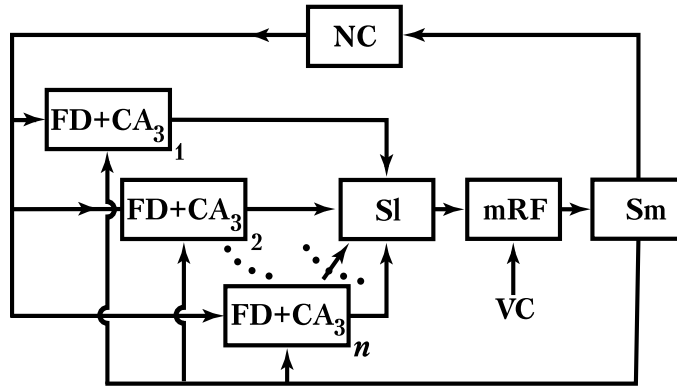 NC
FD+CA₃ 1
FD+CA₃ 2
Sl
mRF
Sm
FD+CA₃ n
VC